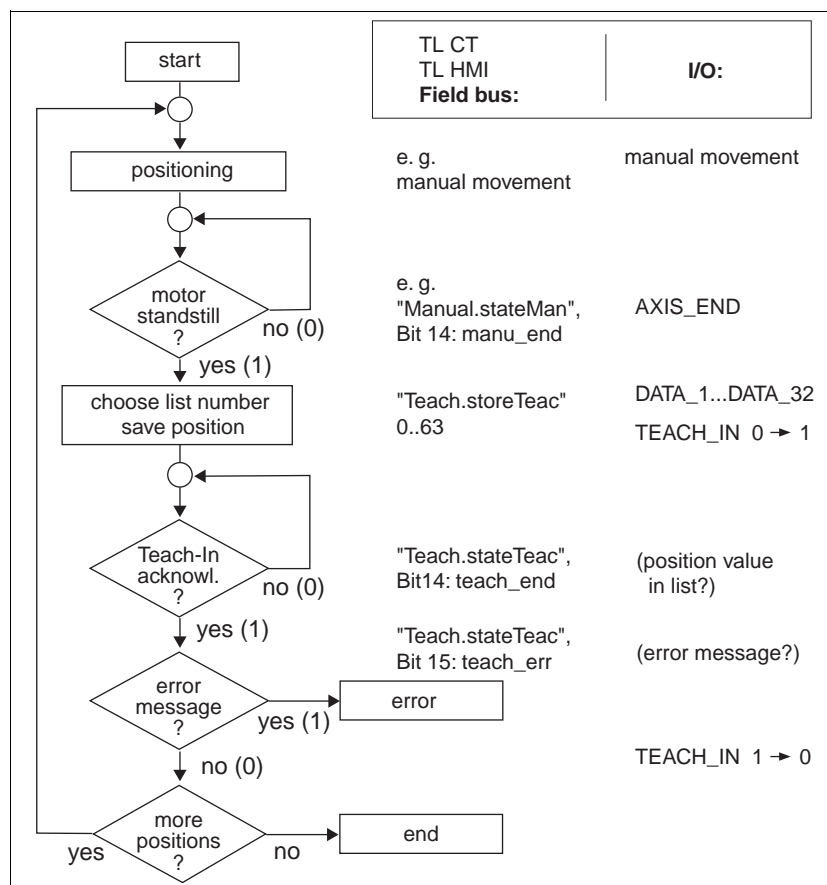 start
TL CT
TL HMI
Field bus:
I/O:
positioning
e. g.
manual movement
manual movement
motor
standstill
?
no (0)
yes (1)
e. g.
"Manual.stateMan",
Bit 14: manu_end
AXIS_END
choose list number
save position
"Teach.storeTeac"
0..63
DATA_1...DATA_32
TEACH_IN 0 → 1
Teach-In
acknowl.
?
no (0)
yes (1)
"Teach.stateTeac",
Bit14: teach_end
(position value
in list?)
"Teach.stateTeac",
Bit 15: teach_err
(error message?)
error
message
?
yes (1)
error
no (0)
TEACH_IN 1 → 0
more
positions
?
yes
no
end